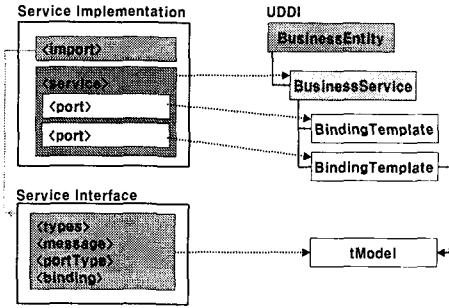 Service Implementation
UDDI
<import>
BusinessEntity
<service>
BusinessService
<port>
BindingTemplate
<port>
BindingTemplate
Service Interface
<types>
<message>
<portType>
<binding>
tModel